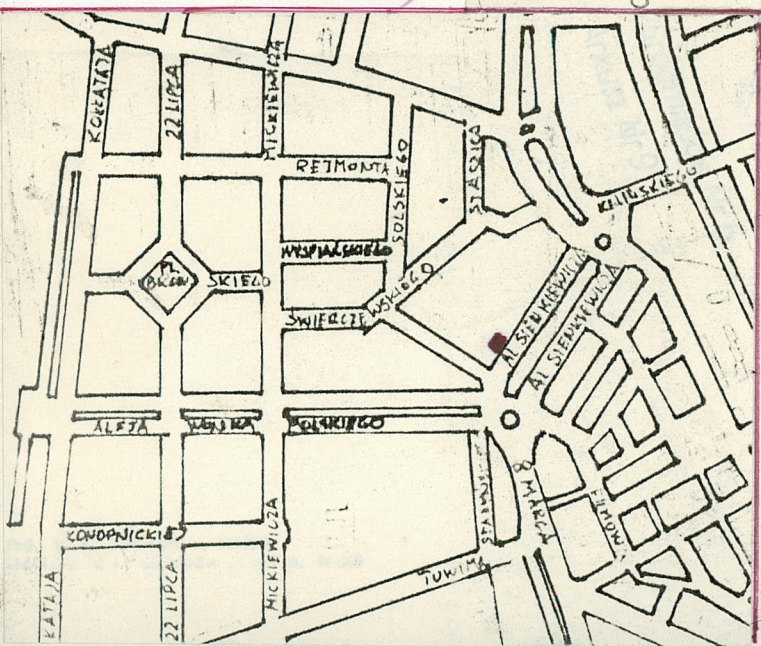 KOŁŁĄTAJA
22 LIPCA
MICKIEWICZA
REJMONTA
SOLSKIEGO
STASZICA
KILIŃSKIEGO
WYSPIAŃSKIEGO
PL.
SKIEGO
ŚWIERCZEWSKIEGO
AL SIENKIEWICZA
AL SIENKIEWICZA
ALEJA WOJSKA POLSKIEGO
8 MARCA
KONOPNICKIEJ
MICKIEWICZA
TUWIMA
KATAJA
22 LIPCA